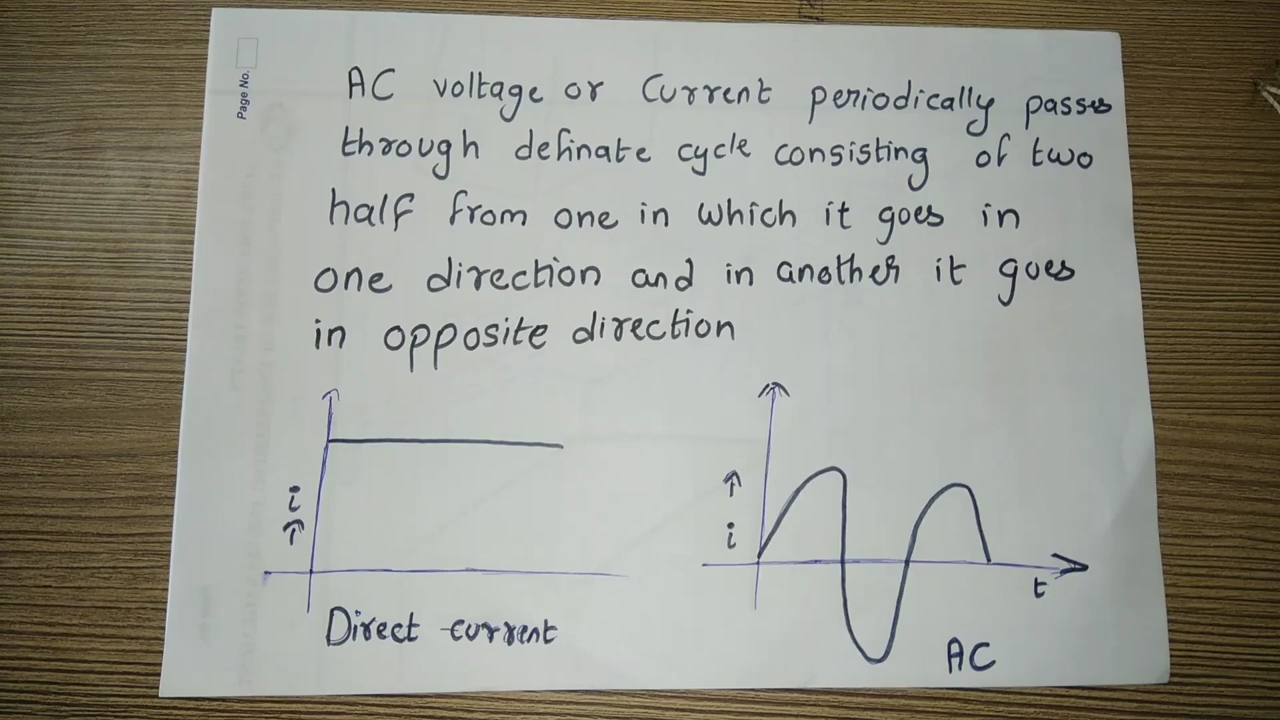 Page No.
AC voltage or Current periodically passes
through definate cycle consisting of two
half from one in which it goes in
one direction and in another it goes
in opposite direction
i
Direct current
i
t
AC